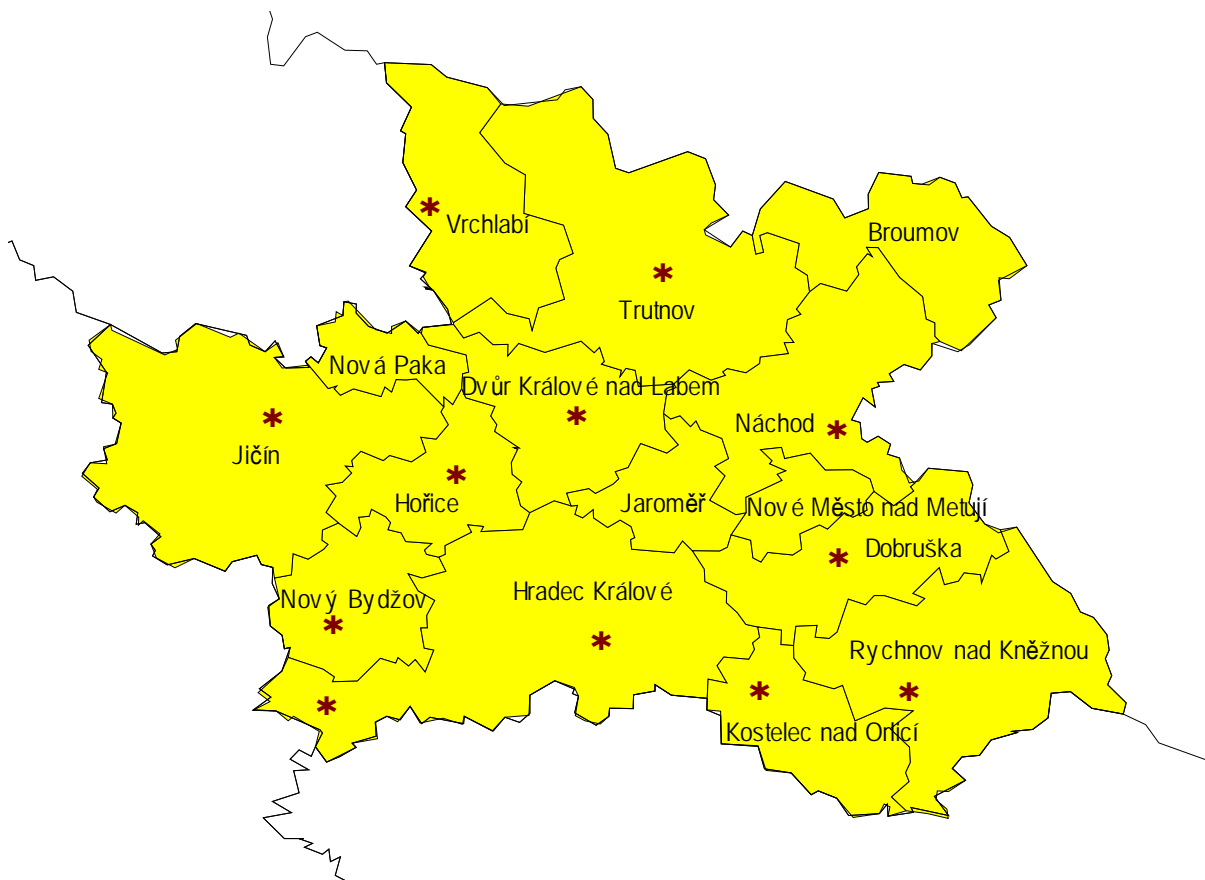 Vrchlabí
Broumov
Trutnov
Nová Paka
Dvůr Králové nad Labem
Náchod
Jičín
Hořice
Jaroměř
Nové Město nad Metují
Dobruška
Nový Bydžov
Hradec Králové
Rychnov nad Kněžnou
Kostelec nad Orlicí